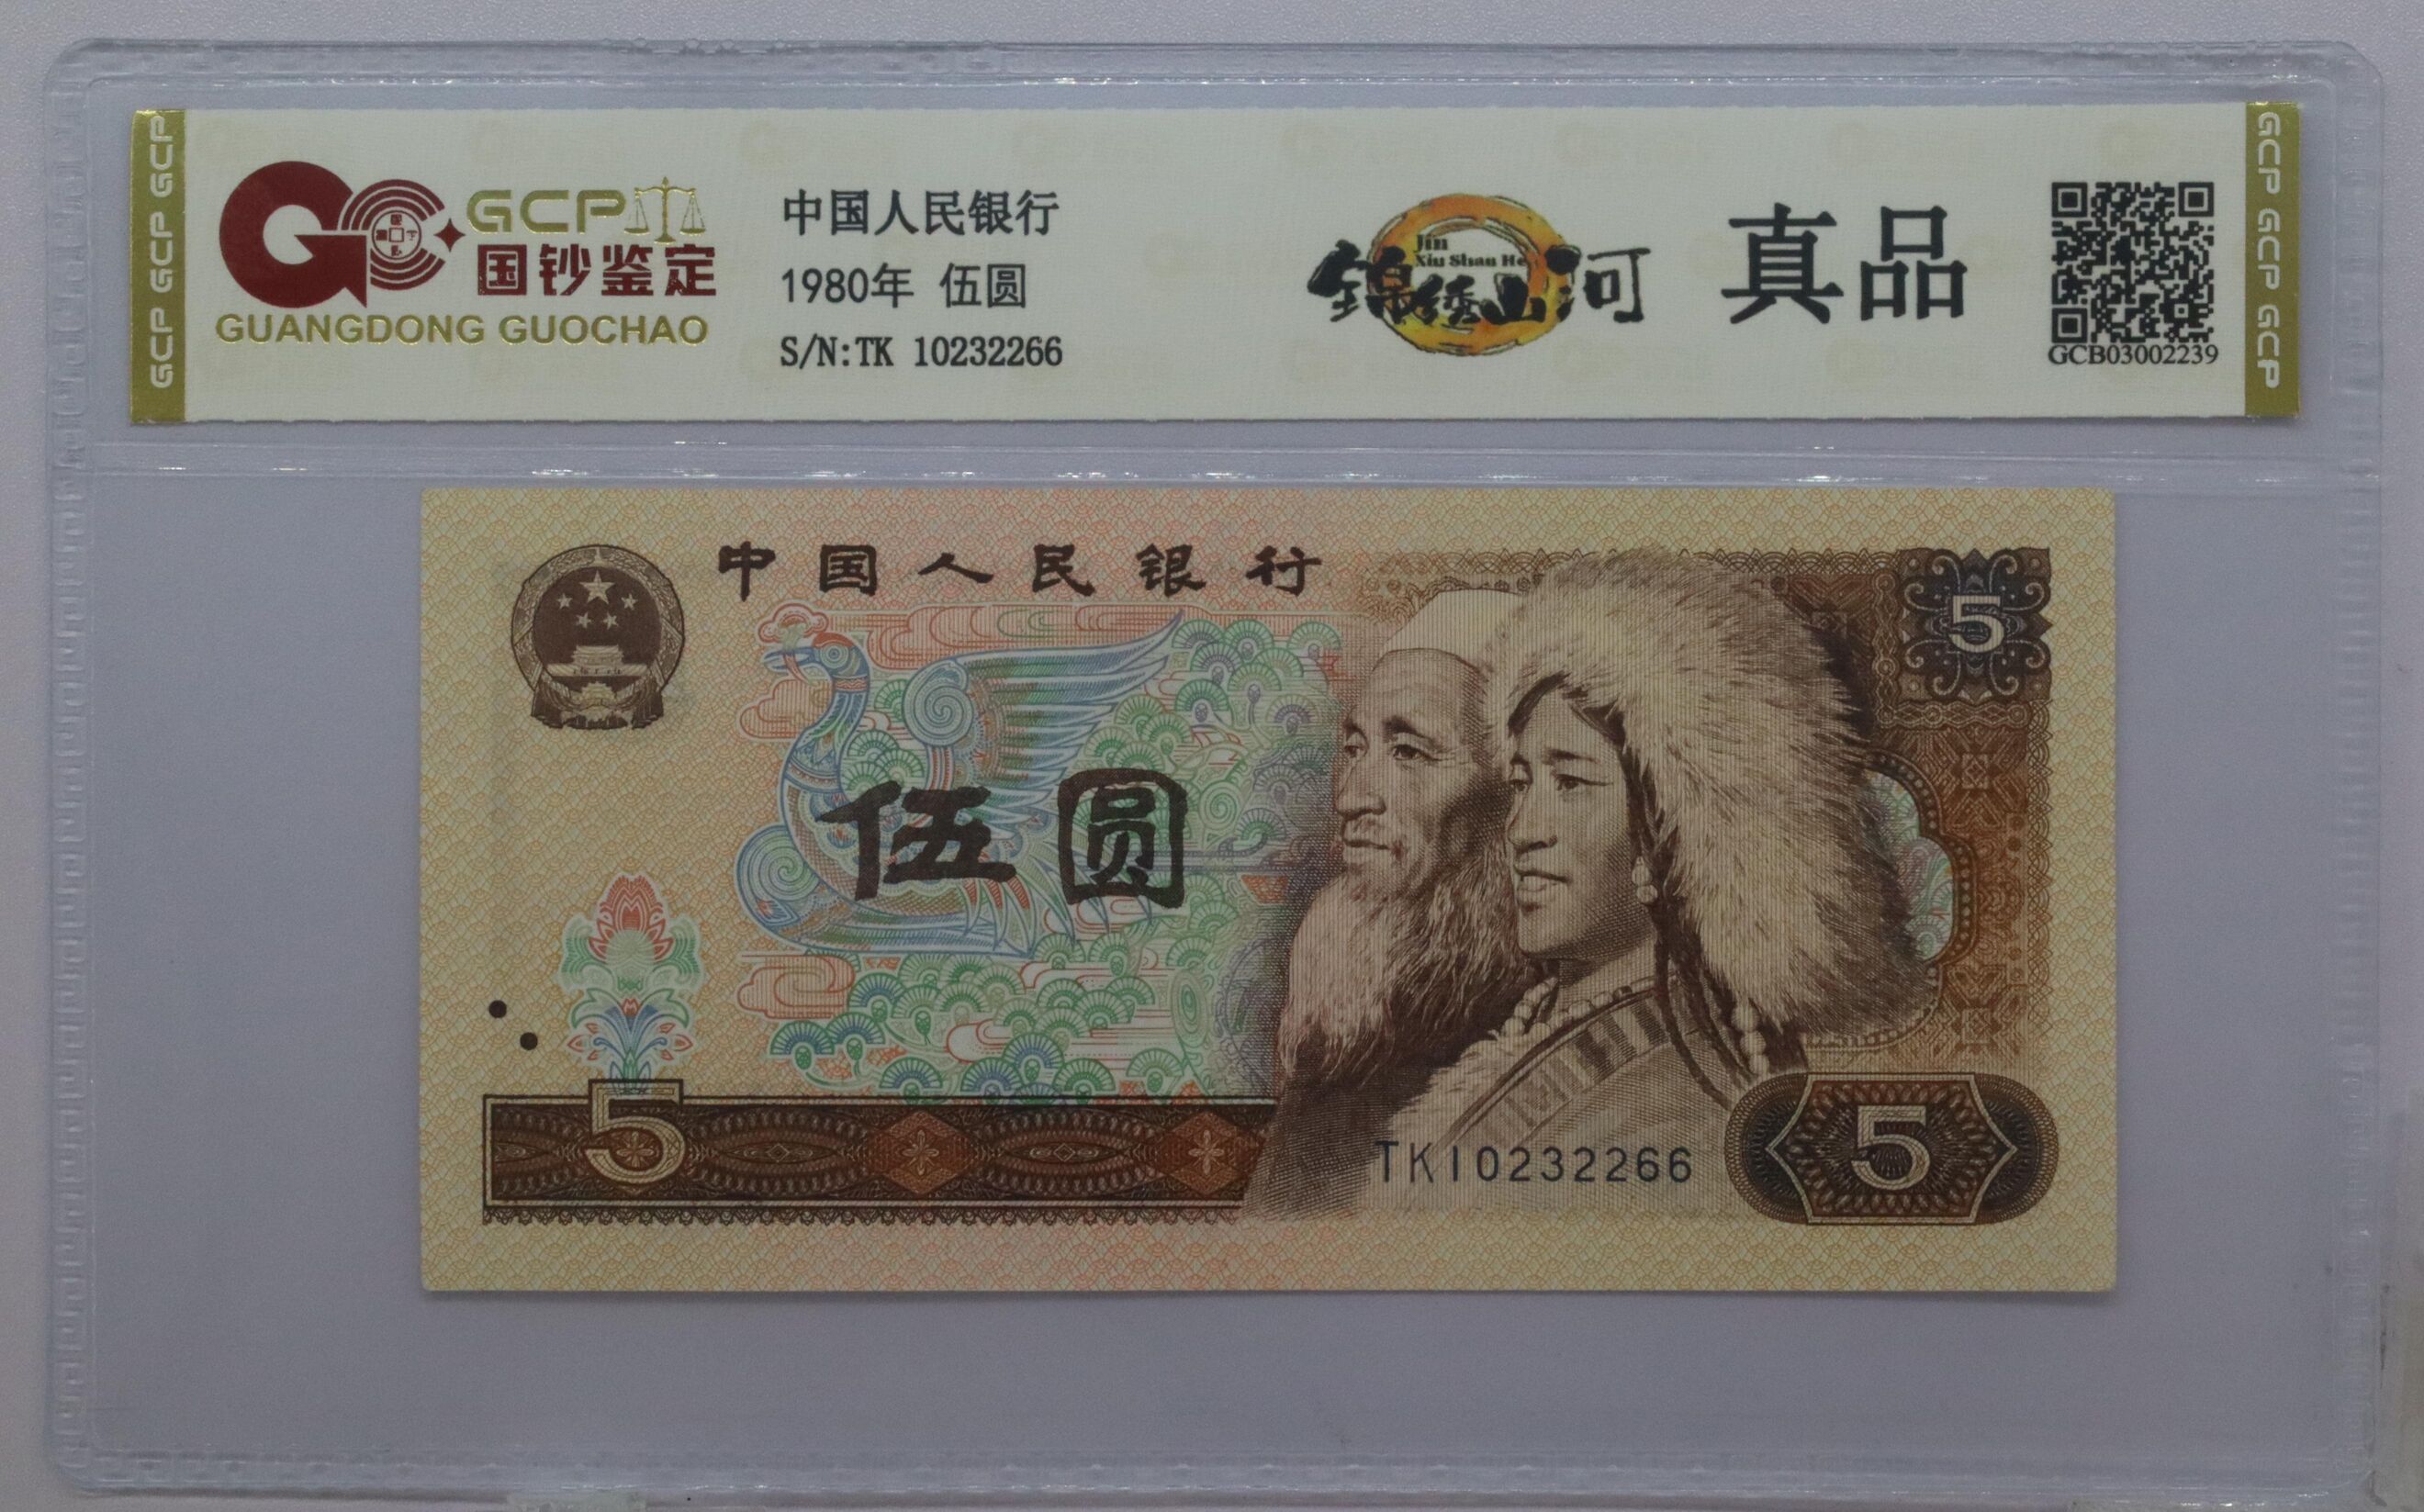 GCP GCP GCP
GCP
国钞鉴定
GUANGDONG GUOCHAO
中国人民银行
1980年 伍圆
S/N:TK 10232266
Jin
Xiu Shan He
锦绣山河
真品
GCB03002239
GCP GCP GCP
中国人民银行
5
伍圆
5
TK10232266
5